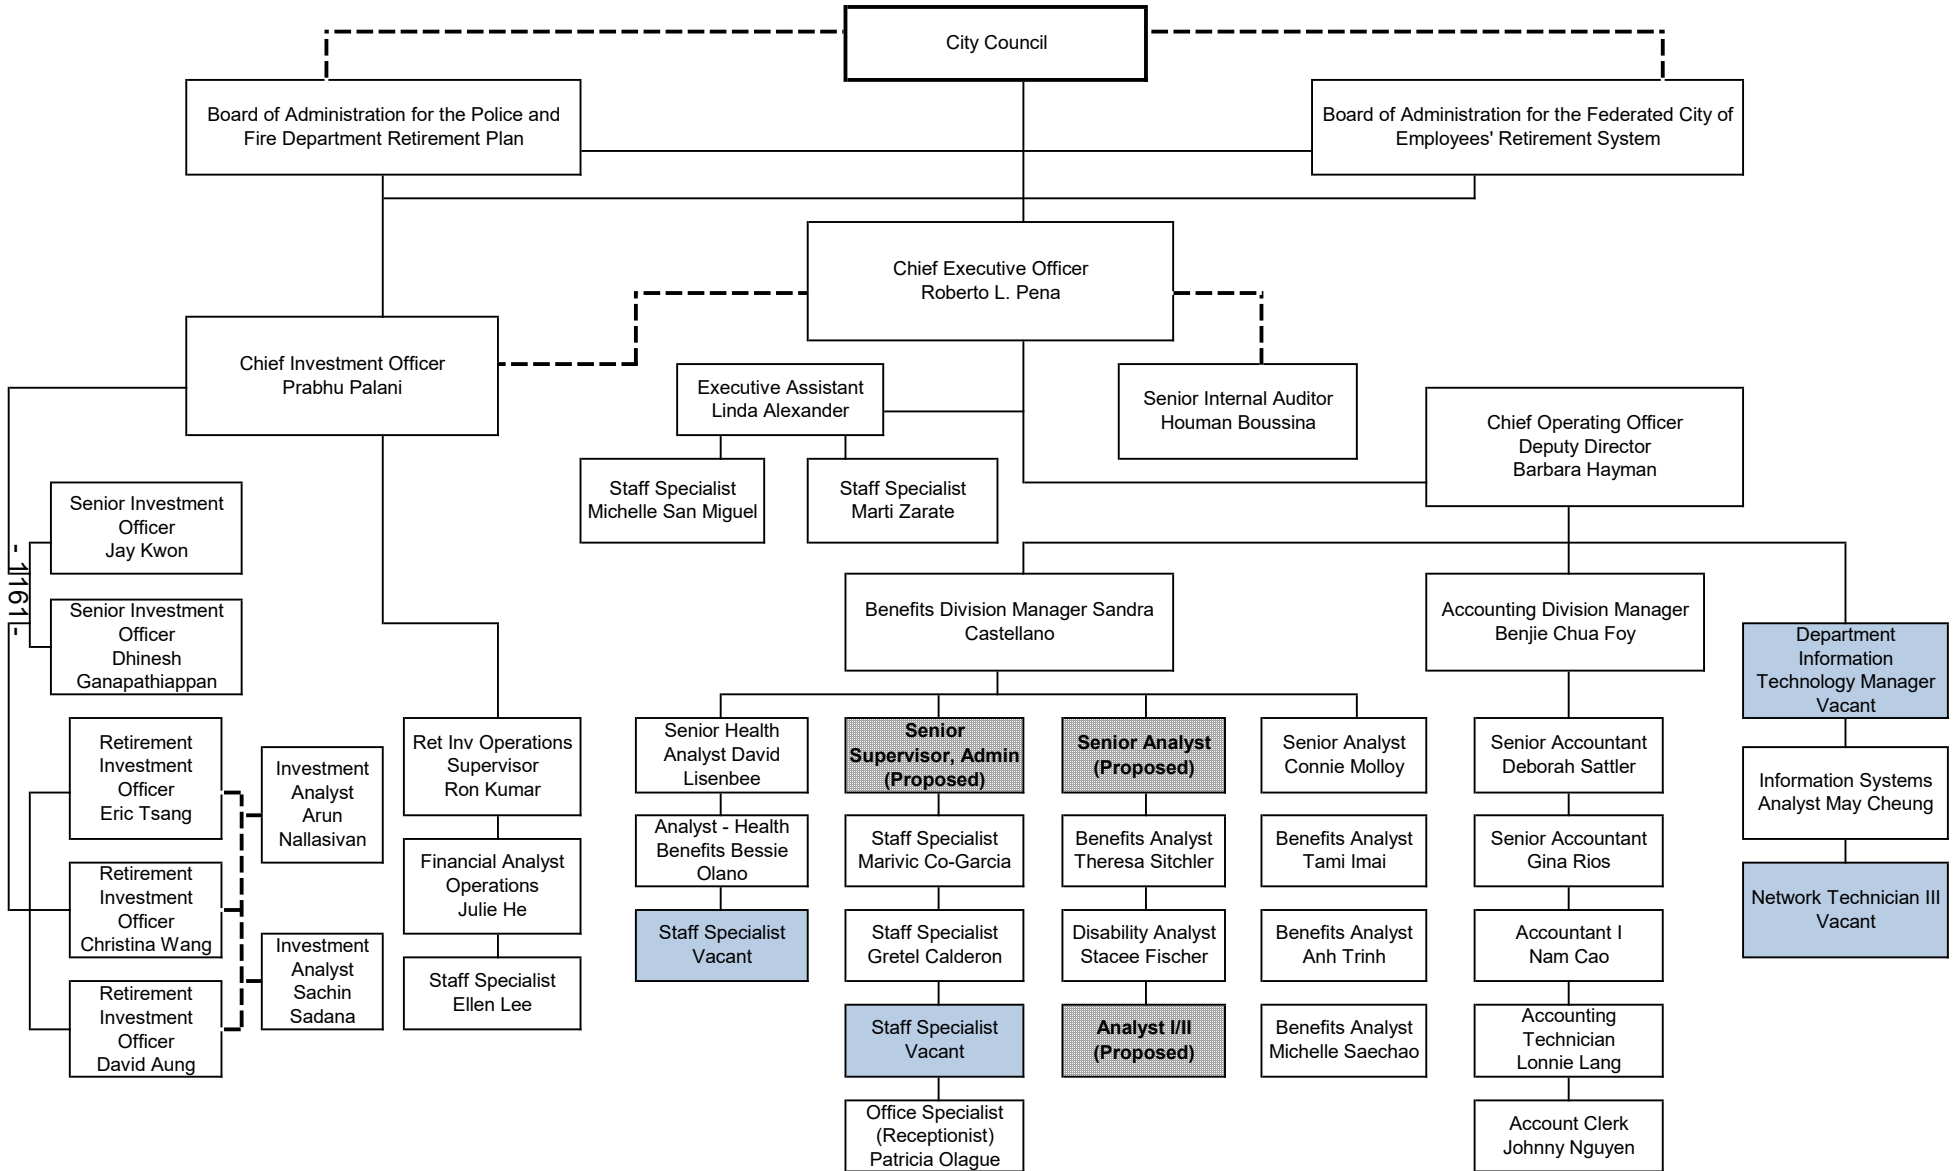 City Council
Board of Administration for the Police and
Fire Department Retirement Plan
Board of Administration for the Federated City of
Employees' Retirement System
Chief Executive Officer
Roberto L. Pena
Chief Investment Officer
Prabhu Palani
Executive Assistant
Linda Alexander
Senior Internal Auditor
Houman Boussina
Chief Operating Officer
Deputy Director
Barbara Hayman
Staff Specialist
Michelle San Miguel
Staff Specialist
Marti Zarate
Senior Investment
Officer
Jay Kwon
- 1161 -
Senior Investment
Officer
Dhinesh
Ganapathiappan
Benefits Division Manager Sandra
Castellano
Accounting Division Manager
Benjie Chua Foy
Department
Information
Technology Manager
Vacant
Retirement
Investment
Officer
Eric Tsang
Investment
Analyst
Arun
Nallasivan
Ret Inv Operations
Supervisor
Ron Kumar
Senior Health
Analyst David
Lisenbee
Senior
Supervisor, Admin
(Proposed)
Senior Analyst
(Proposed)
Senior Analyst
Connie Molloy
Senior Accountant
Deborah Sattler
Information Systems
Analyst May Cheung
Retirement
Investment
Officer
Christina Wang
Financial Analyst
Operations
Julie He
Analyst - Health
Benefits Bessie
Olano
Staff Specialist
Marivic Co-Garcia
Benefits Analyst
Theresa Sitchler
Benefits Analyst
Tami Imai
Senior Accountant
Gina Rios
Network Technician III
Vacant
Investment
Analyst
Sachin
Sadana
Staff Specialist
Vacant
Staff Specialist
Gretel Calderon
Disability Analyst
Stacee Fischer
Benefits Analyst
Anh Trinh
Accountant I
Nam Cao
Retirement
Investment
Officer
David Aung
Staff Specialist
Ellen Lee
Staff Specialist
Vacant
Analyst I/II
(Proposed)
Benefits Analyst
Michelle Saechao
Accounting
Technician
Lonnie Lang
Office Specialist
(Receptionist)
Patricia Olague
Account Clerk
Johnny Nguyen